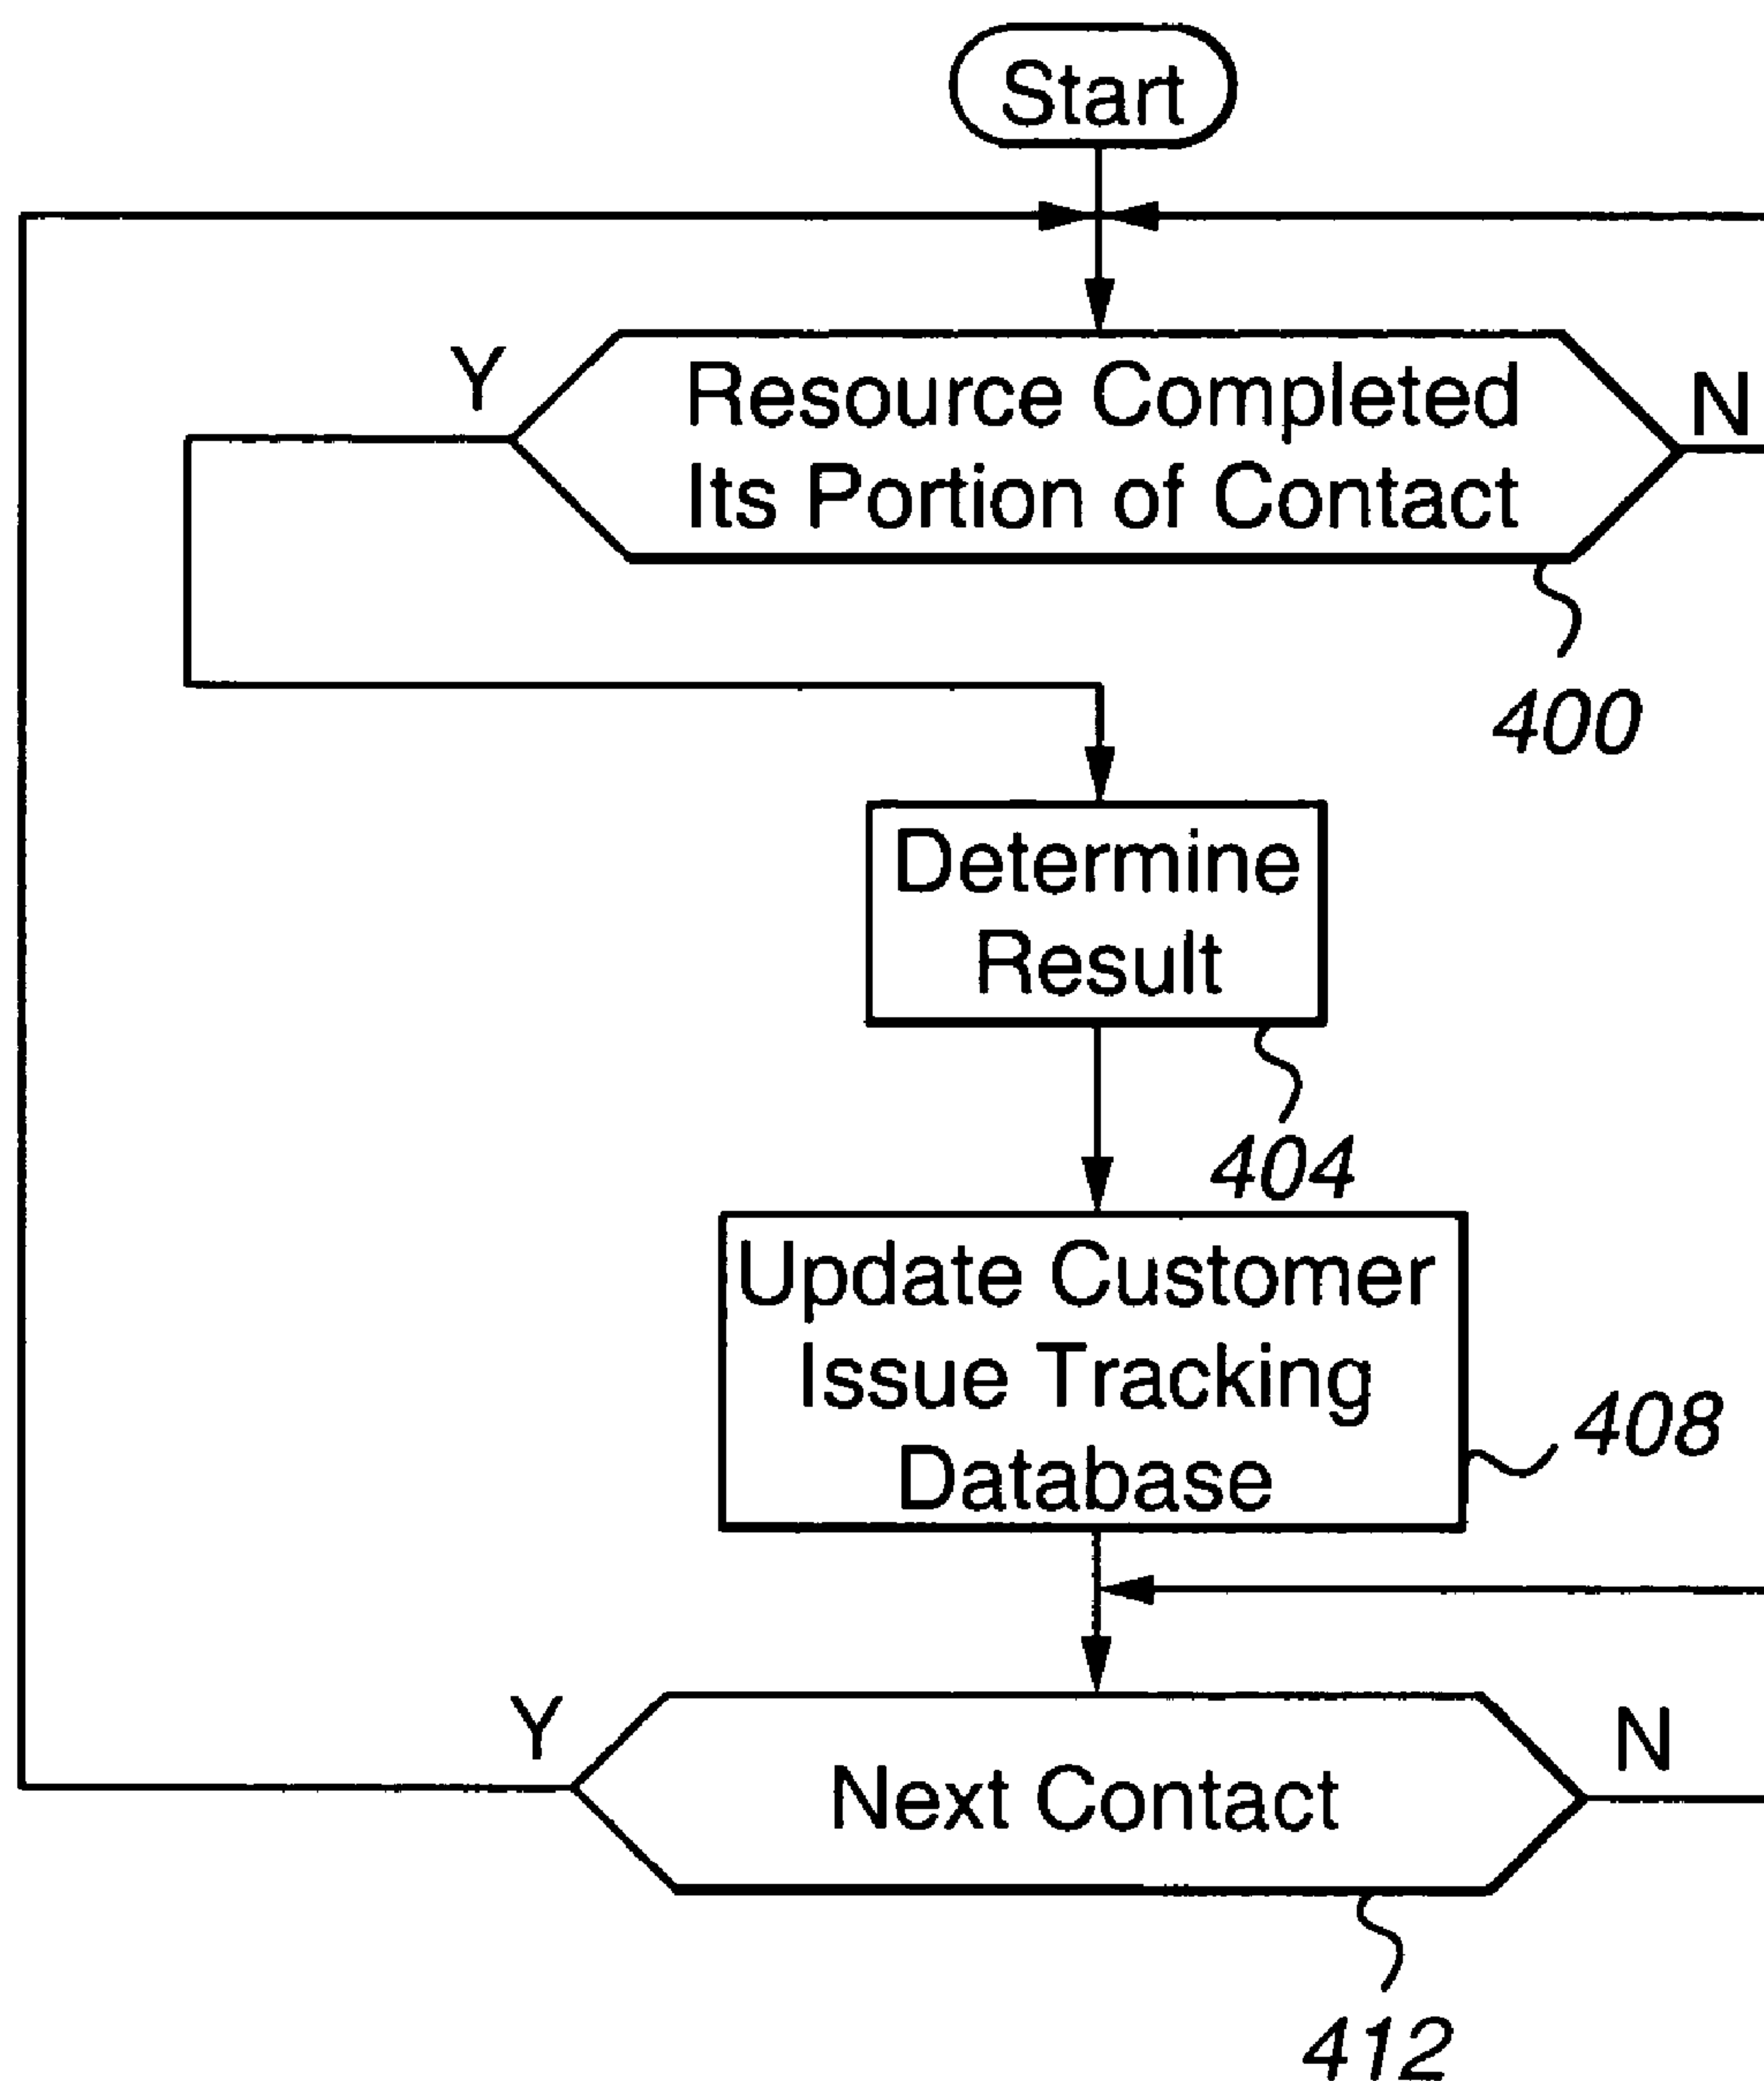 Start
Y
Resource Completed
N
Its Portion of Contact
400
Determine
Result
404
Update Customer
Issue Tracking
408
Database
Y
N
Next Contact
412